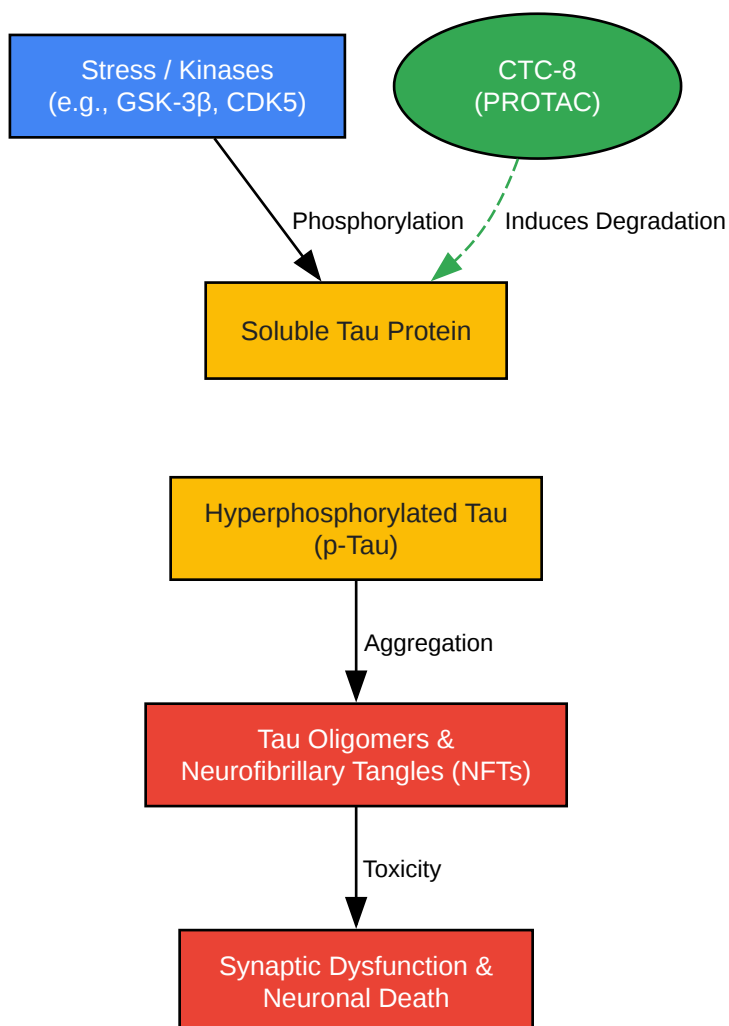 Stress / Kinases
(e.g., GSK-3β, CDK5)
CTC-8
(PROTAC)
Phosphorylation
Induces Degradation
Soluble Tau Protein
Hyperphosphorylated Tau
(p-Tau)
Aggregation
Tau Oligomers &
Neurofibrillary Tangles (NFTs)
Toxicity
Synaptic Dysfunction &
Neuronal Death